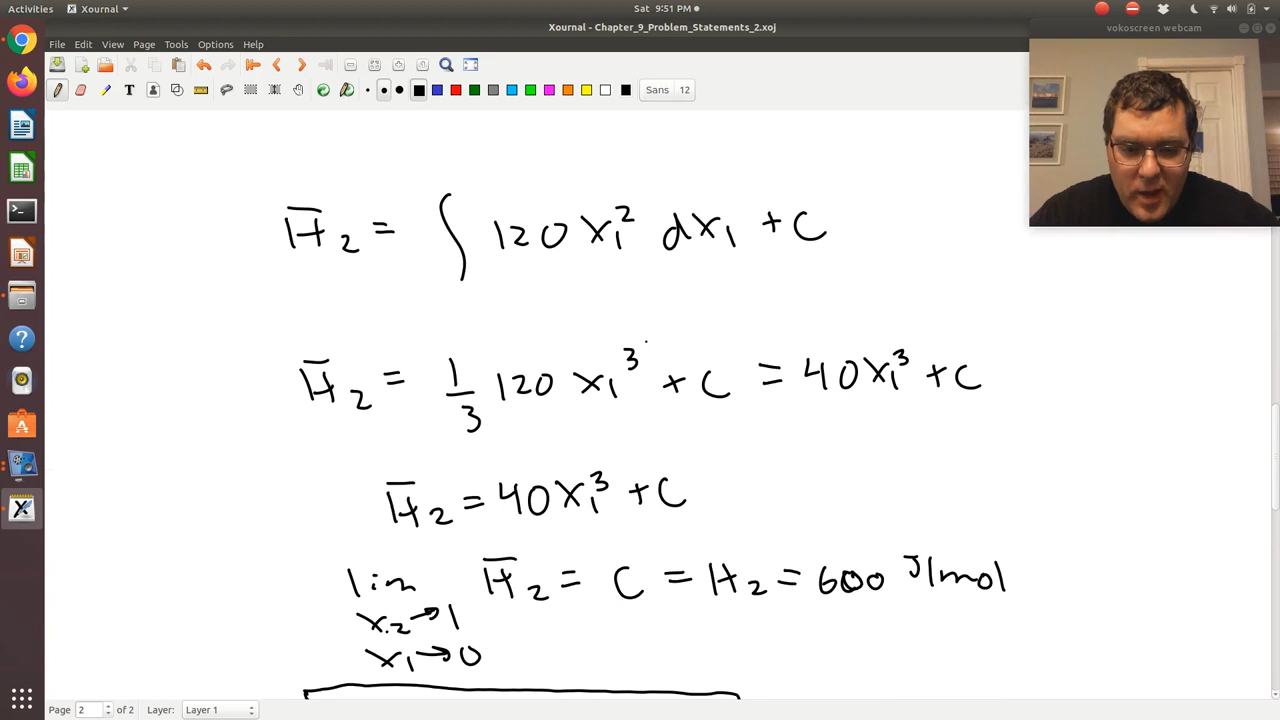 Activities Xournal Sat 9:51 PM
Xournal - Chapter_9_Problem_Statements_2.xoj
vokoscreen webcam
File Edit View Page Tools Options Help
Sans 12
H̅₂ = ∫ 120 x₁² dx₁ + C
H̅₂ = 1/3 120 x₁³ + C = 40x₁³ + C
H̅₂ = 40x₁³ + C
lim H̅₂ = C = H₂ = 600 J/mol
x₂→1
x₁→0
Page 2 of 2 Layer: Layer 1